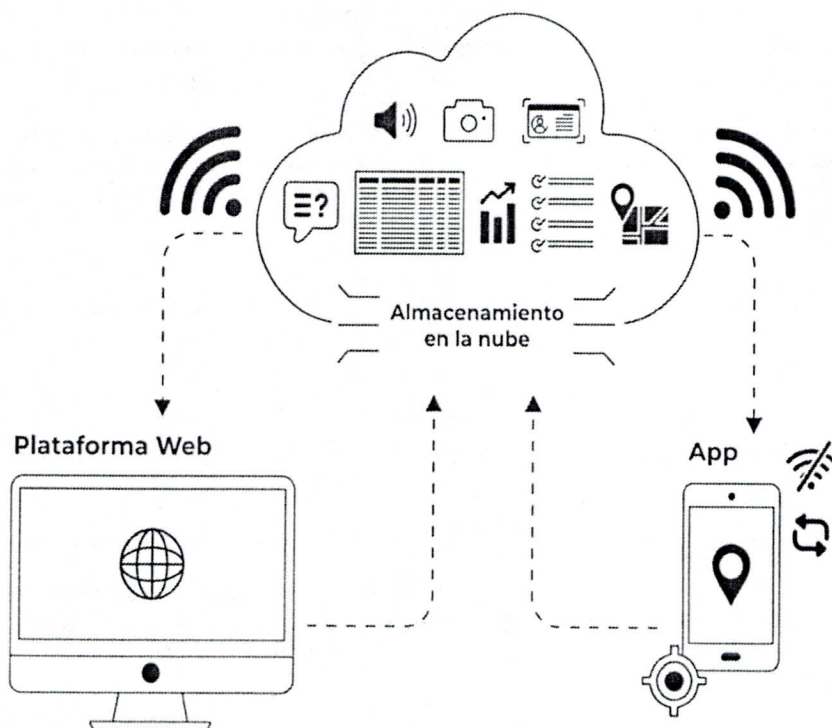 Ξ?
Almacenamiento
en la nube
Plataforma Web
App